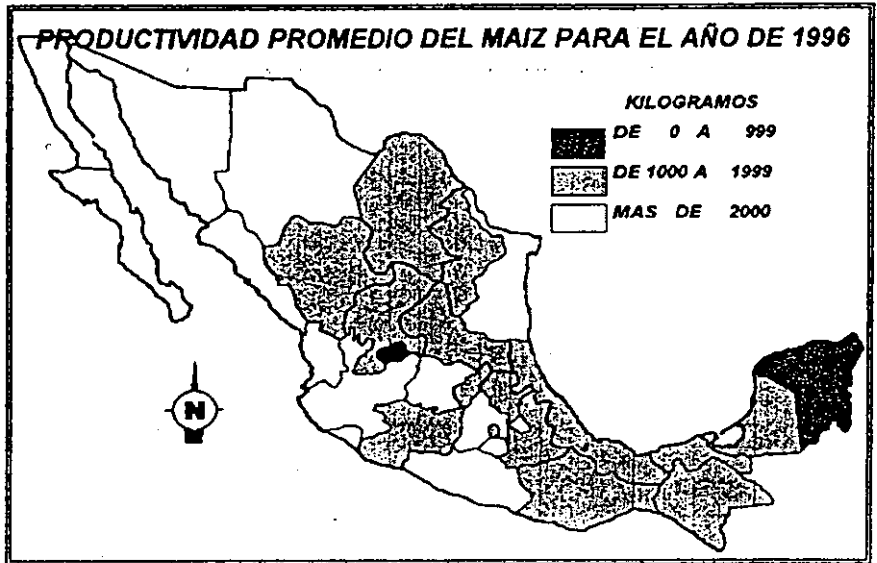 PRODUCTIVIDAD PROMEDIO DEL MAIZ PARA EL AÑO DE 1996
KILOGRAMOS
DE 0 A 999
DE 1000 A 1999
MAS DE 2000
N